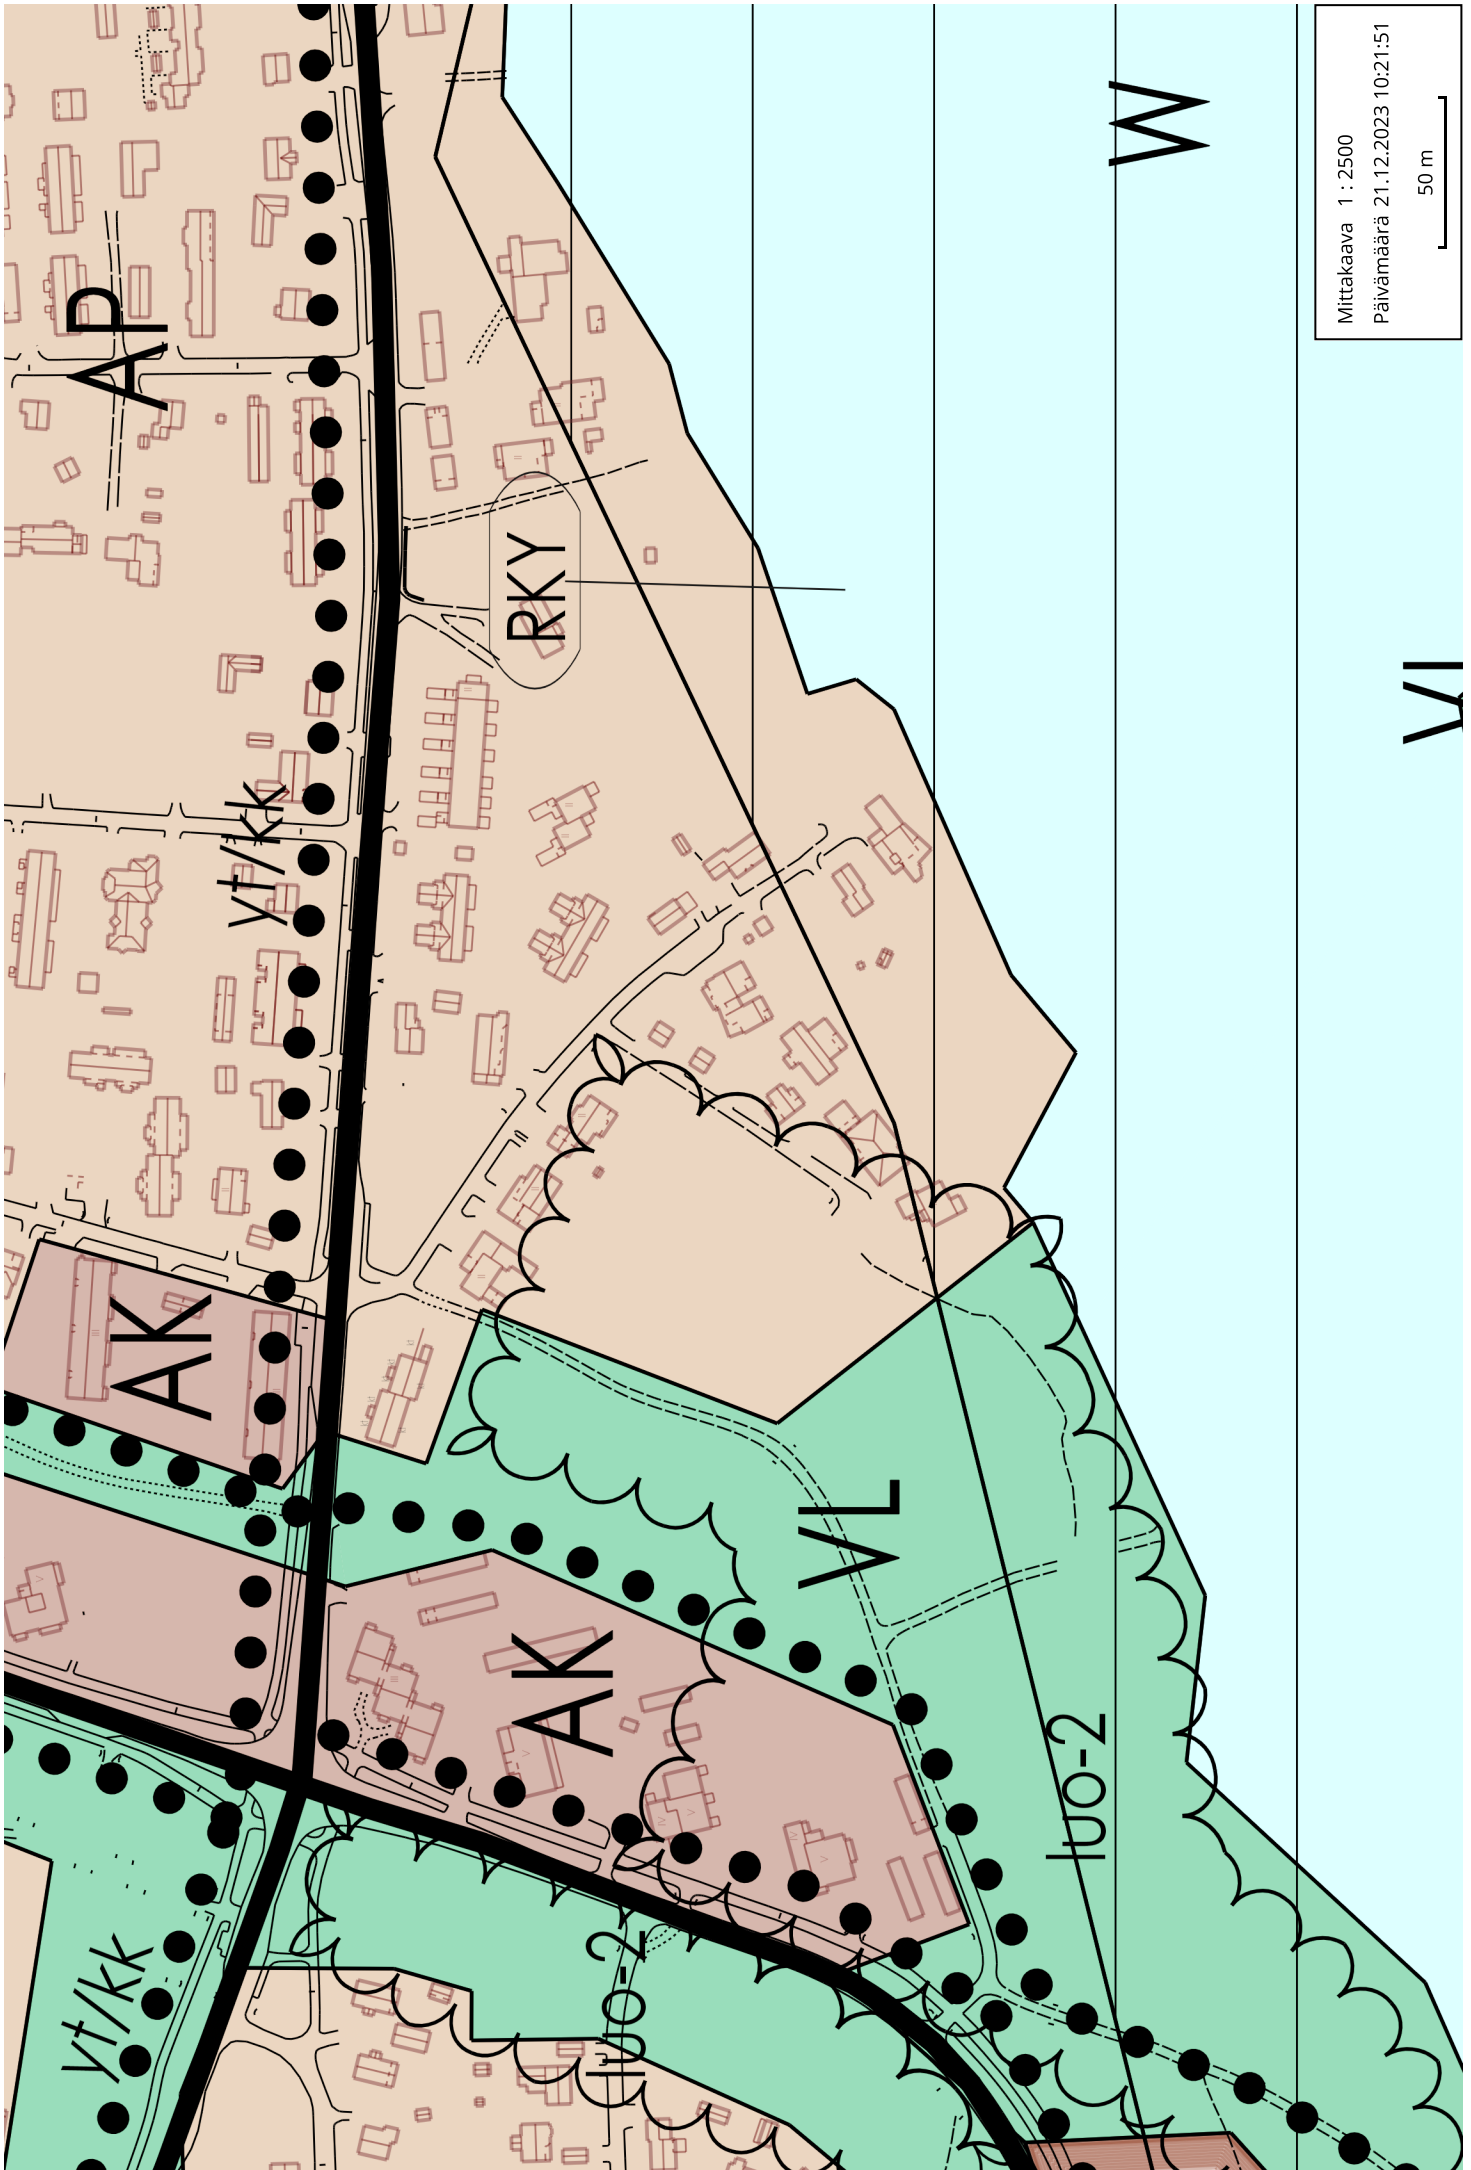 Mittakaava 1 : 2500
Päivämäärä 21.12.2023 10:21:51
50 m
W
AP
RKY
yt/kk
AK
VL
AK
luo-2
luo-2
yt/kk